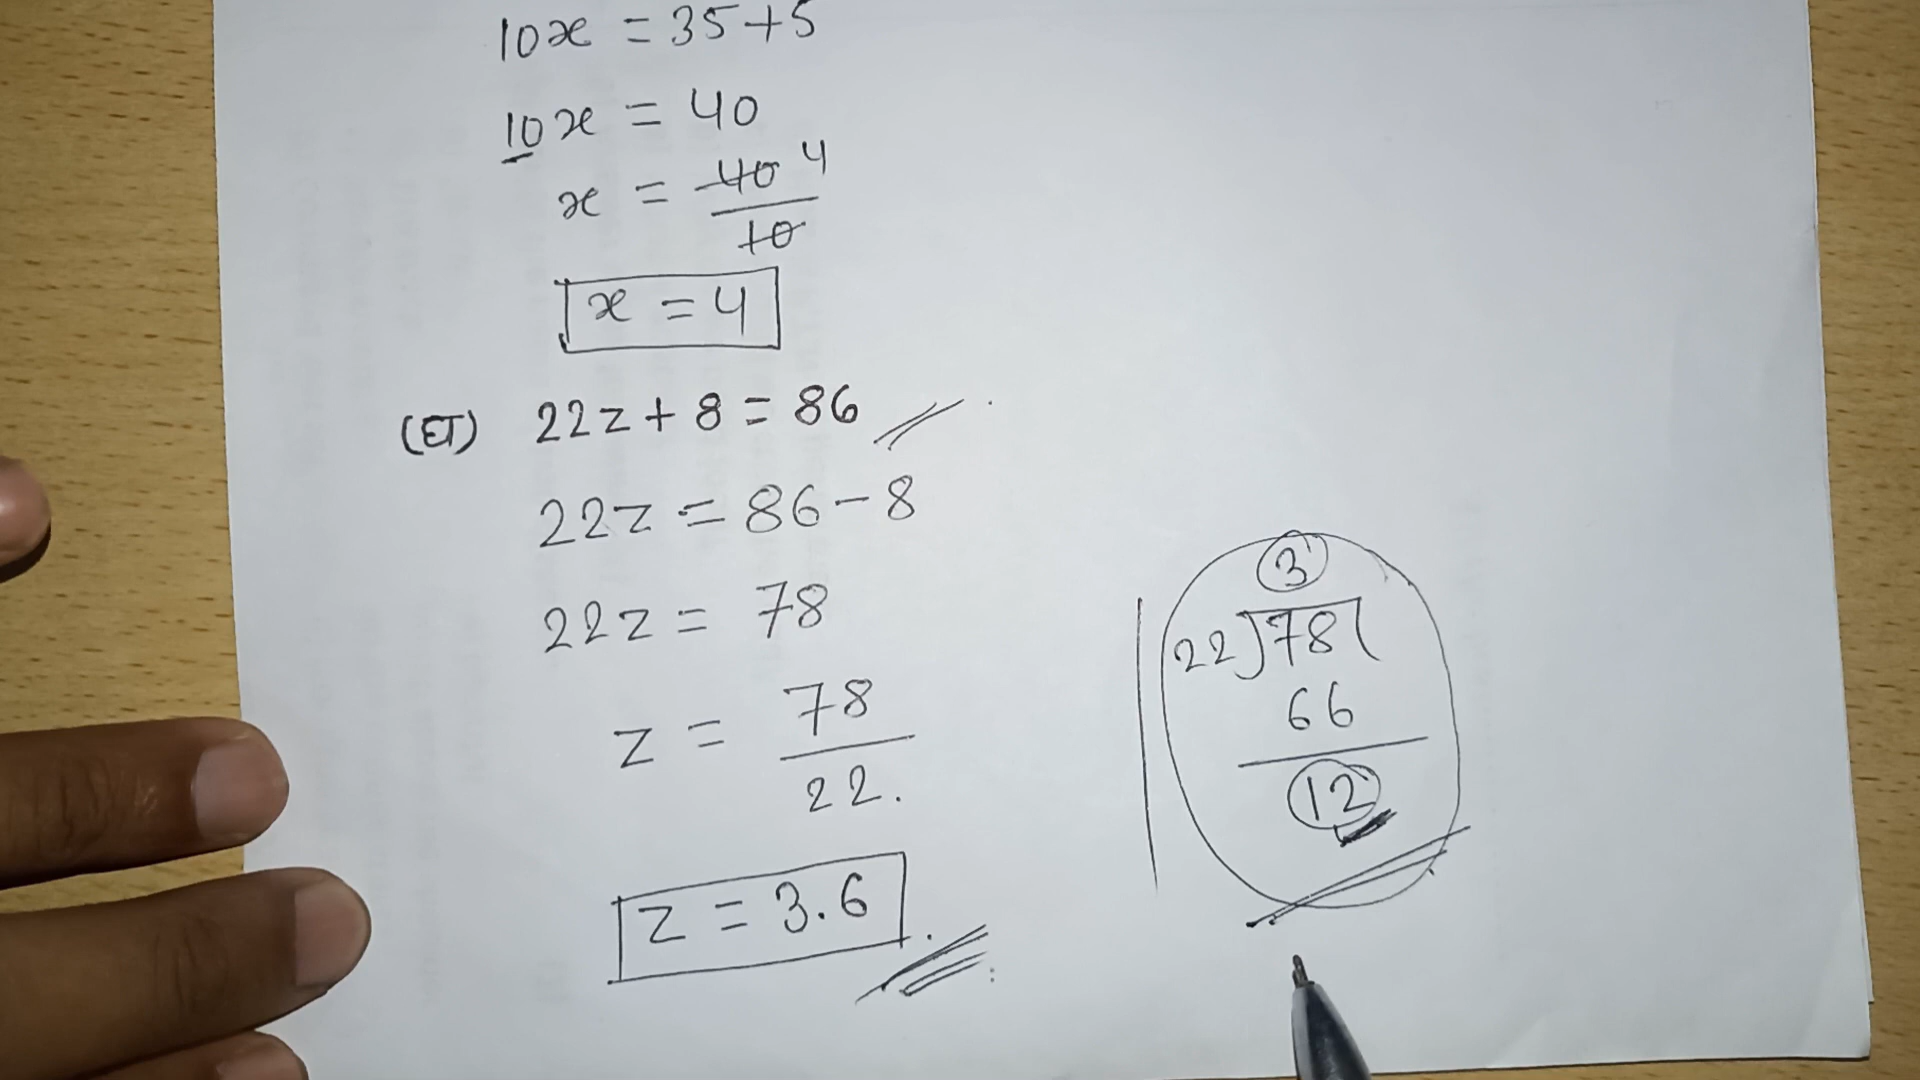 10x = 35+5
10x = 40
x = 40 4
10
x = 4
(घ) 22z + 8 = 86
22z = 86 - 8
22z = 78
z = 78
22.
z = 3.6
3
22)78(
66
12